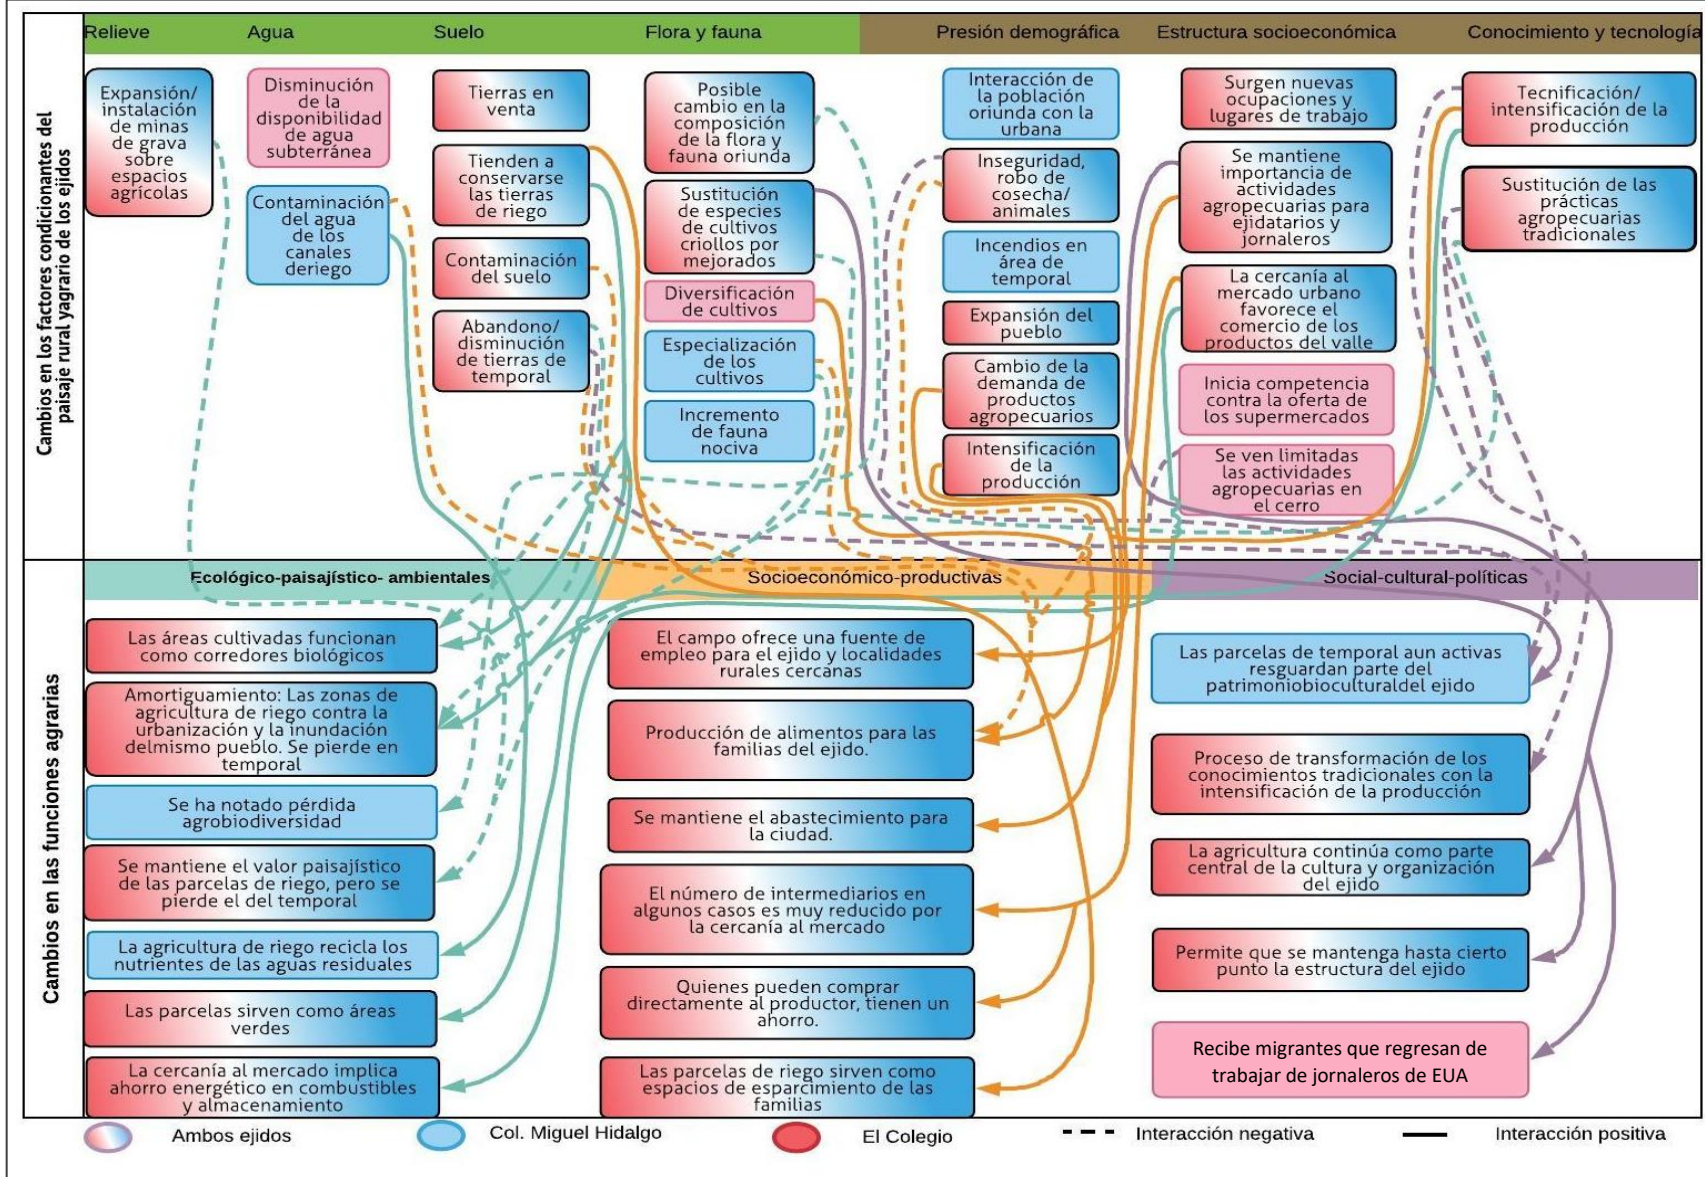 Relieve
Agua
Suelo
Flora y fauna
Presión demográfica
Estructura socioeconómica
Conocimiento y tecnología
Cambios en los factores condicionantes del
paisaje rural yagrario de los ejidos
Expansión/
instalación
de minas
de grava
sobre
espacios
agrícolas
Disminución
de la
disponibilidad
de agua
subterránea
Contaminación
del agua
de los
canales
deriego
Tierras en
venta
Tienden a
conservarse
las tierras
de riego
Contaminación
del suelo
Abandono/
disminución
de tierras de
temporal
Posible
cambio en la
composición
de la flora y
fauna oriunda
Sustitución
de especies
de cultivos
criollos por
mejorados
Diversificación
de cultivos
Especialización
de los
cultivos
Incremento
de fauna
nociva
Interacción de
la población
oriunda con la
urbana
Inseguridad,
robo de
cosecha/
animales
Incendios en
área de
temporal
Expansión del
pueblo
Cambio de la
demanda de
productos
agropecuarios
Intensificación
de la
producción
Surgen nuevas
ocupaciones y
lugares de trabajo
Se mantiene
importancia de
actividades
agropecuarias para
ejidatarios y
jornaleros
La cercanía al
mercado urbano
favorece el
comercio de los
productos del valle
Inicia competencia
contra la oferta de
los supermercados
Se ven limitadas
las actividades
agropecuarias en
el cerro
Tecnificación/
intensificación de la
producción
Sustitución de las
prácticas
agropecuarias
tradicionales
Cambios en las funciones agrarias
Ecológico-paisajístico- ambientales
Socioeconómico-productivas
Social-cultural-políticas
Las áreas cultivadas funcionan
como corredores biológicos
Amortiguamiento: Las zonas de
agricultura de riego contra la
urbanización y la inundación
delmismo pueblo. Se pierde en
temporal
Se ha notado pérdida
agrobiodiversidad
Se mantiene el valor paisajístico
de las parcelas de riego, pero se
pierde el del temporal
La agricultura de riego recicla los
nutrientes de las aguas residuales
Las parcelas sirven como áreas
verdes
La cercanía al mercado implica
ahorro energético en combustibles
y almacenamiento
El campo ofrece una fuente de
empleo para el ejido y localidades
rurales cercanas
Producción de alimentos para las
familias del ejido.
Se mantiene el abastecimiento para
la ciudad.
El número de intermediarios en
algunos casos es muy reducido por
la cercanía al mercado
Quienes pueden comprar
directamente al productor, tienen un
ahorro.
Las parcelas de riego sirven como
espacios de esparcimiento de las
familias
Las parcelas de temporal aun activas
resguardan parte del
patrimoniobioculturaldel ejido
Proceso de transformación de los
conocimientos tradicionales con la
intensificación de la producción
La agricultura continúa como parte
central de la cultura y organización
del ejido
Permite que se mantenga hasta cierto
punto la estructura del ejido
Recibe migrantes que regresan de
trabajar de jornaleros de EUA
Ambos ejidos
Col. Miguel Hidalgo
El Colegio
Interacción negativa
Interacción positiva